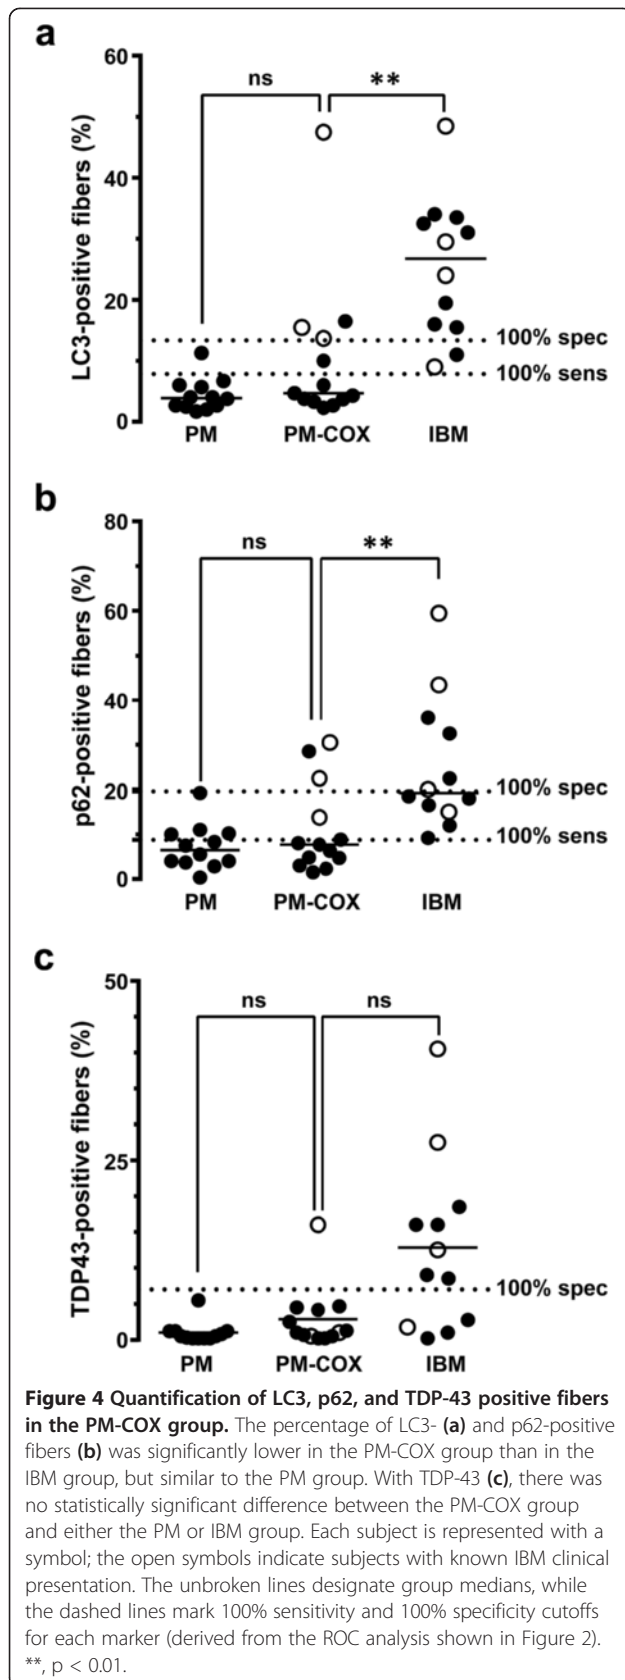 a
60
40
20
0
LC3-positive fibers (%)
ns
**
100% spec
100% sens
PM PM-COX IBM
b
80
60
40
20
0
p62-positive fibers (%)
ns
**
100% spec
100% sens
PM PM-COX IBM
c
50
25
0
TDP43-positive fibers (%)
ns
ns
100% spec
PM PM-COX IBM
Figure 4 Quantification of LC3, p62, and TDP-43 positive fibers
in the PM-COX group. The percentage of LC3- (a) and p62-positive
fibers (b) was significantly lower in the PM-COX group than in the
IBM group, but similar to the PM group. With TDP-43 (c), there was
no statistically significant difference between the PM-COX group
and either the PM or IBM group. Each subject is represented with a
symbol; the open symbols indicate subjects with known IBM clinical
presentation. The unbroken lines designate group medians, while
the dashed lines mark 100% sensitivity and 100% specificity cutoffs
for each marker (derived from the ROC analysis shown in Figure 2).
**, p < 0.01.